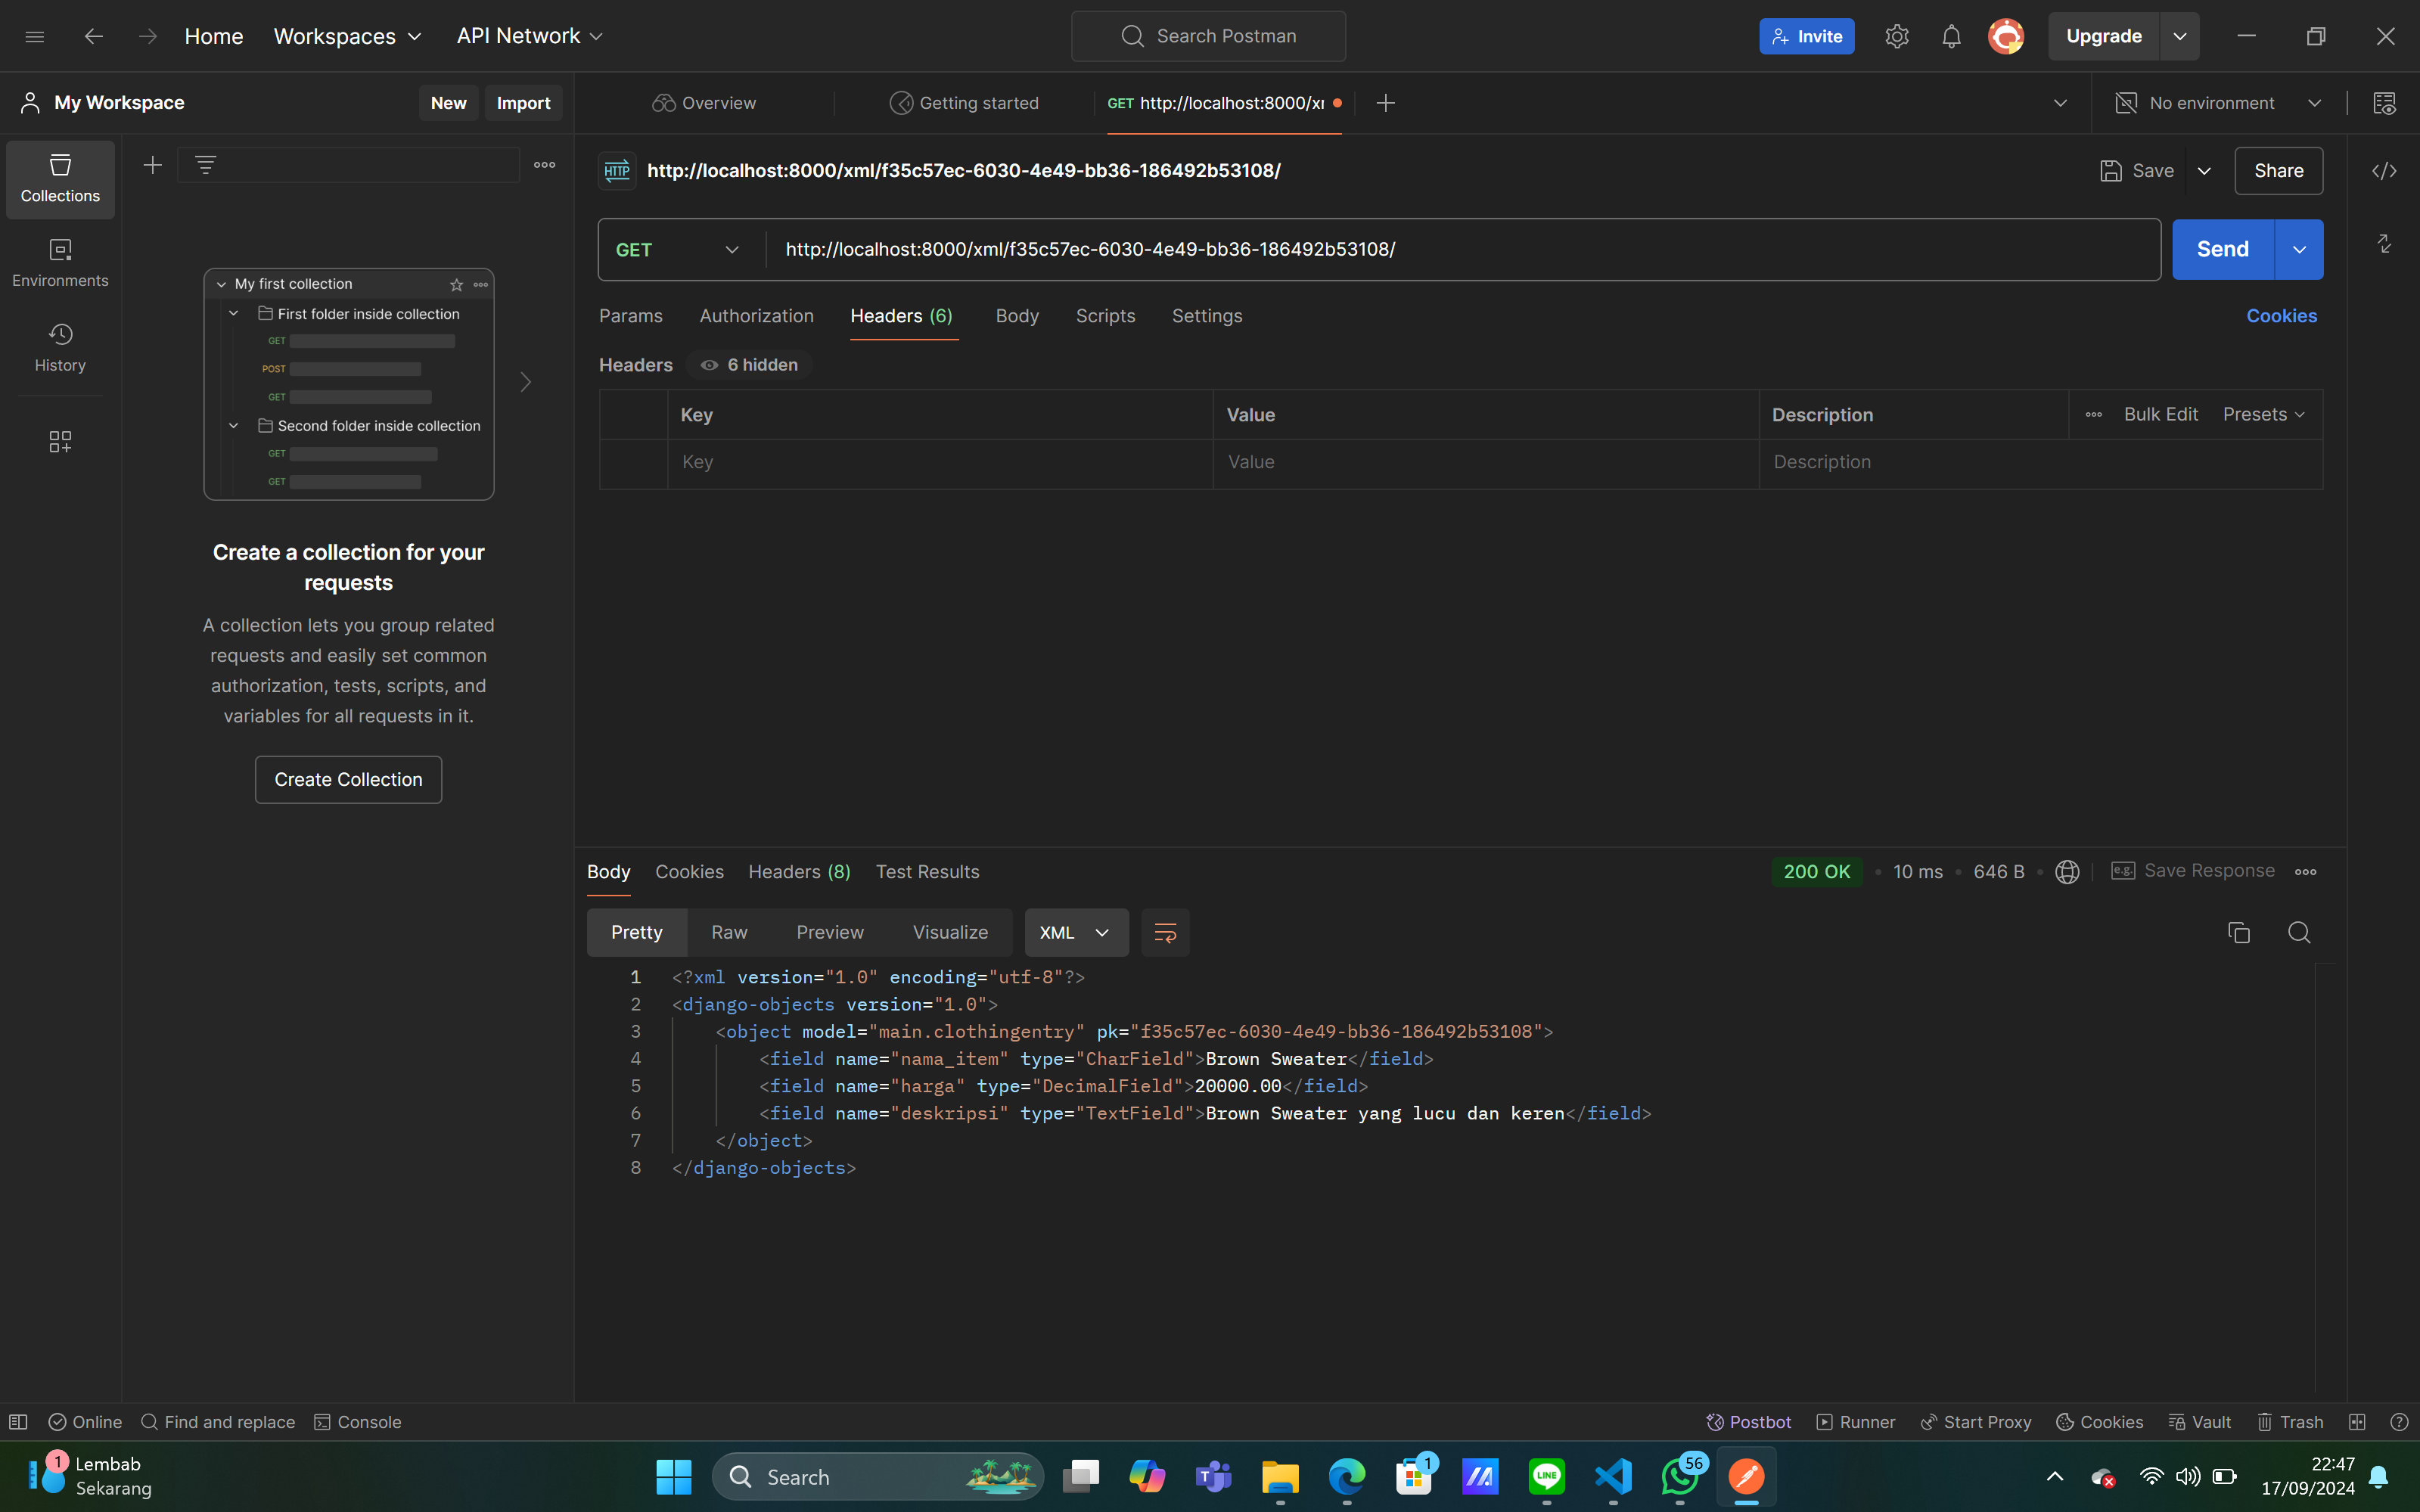 Home Workspaces API Network Search Postman Invite Upgrade
My Workspace New Import Overview Getting started GET http://localhost:8000/xr No environment
Collections
Environments
History
My first collection
First folder inside collection
GET
POST
GET
Second folder inside collection
GET
GET
Create a collection for your
requests
A collection lets you group related
requests and easily set common
authorization, tests, scripts, and
variables for all requests in it.
Create Collection
HTTP http://localhost:8000/xml/f35c57ec-6030-4e49-bb36-186492b53108/ Save Share
GET http://localhost:8000/xml/f35c57ec-6030-4e49-bb36-186492b53108/ Send
Params Authorization Headers (6) Body Scripts Settings Cookies
Headers 6 hidden
Key Value Description Bulk Edit Presets
Key Value Description
Body Cookies Headers (8) Test Results 200 OK 10 ms 646 B e.g. Save Response
Pretty Raw Preview Visualize XML
1 <?xml version="1.0" encoding="utf-8"?>
2 <django-objects version="1.0">
3 <object model="main.clothingentry" pk="f35c57ec-6030-4e49-bb36-186492b53108">
4 <field name="nama_item" type="CharField">Brown Sweater</field>
5 <field name="harga" type="DecimalField">20000.00</field>
6 <field name="deskripsi" type="TextField">Brown Sweater yang lucu dan keren</field>
7 </object>
8 </django-objects>
Online Find and replace Console Postbot Runner Start Proxy Cookies Vault Trash
1 Lembab
Sekarang
Search
1
LINE
56
22:47
17/09/2024